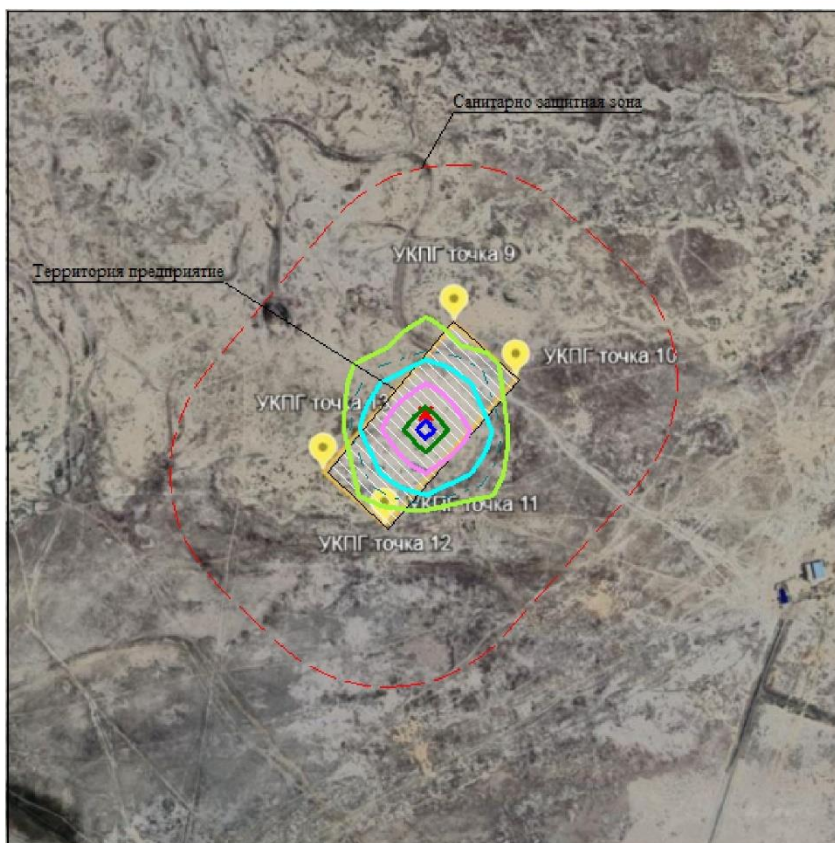 Санитарно защитная зона
УКПГ точка 9
Территория предприятие
УКПГ точка 10
УКПГ точка 13
УКПГ точка 11
УКПГ точка 12